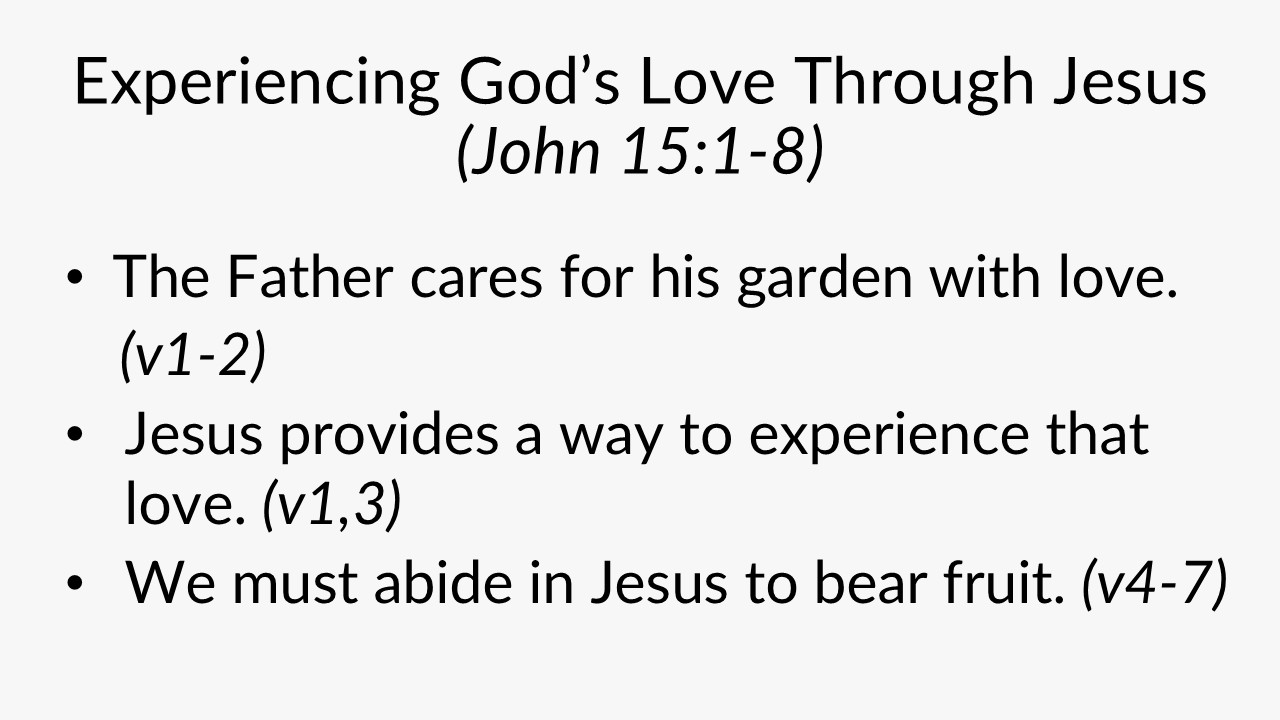 Experiencing God’s Love Through Jesus
(John 15:1-8)
• The Father cares for his garden with love.
(v1-2)
• Jesus provides a way to experience that
love. (v1,3)
• We must abide in Jesus to bear fruit. (v4-7)